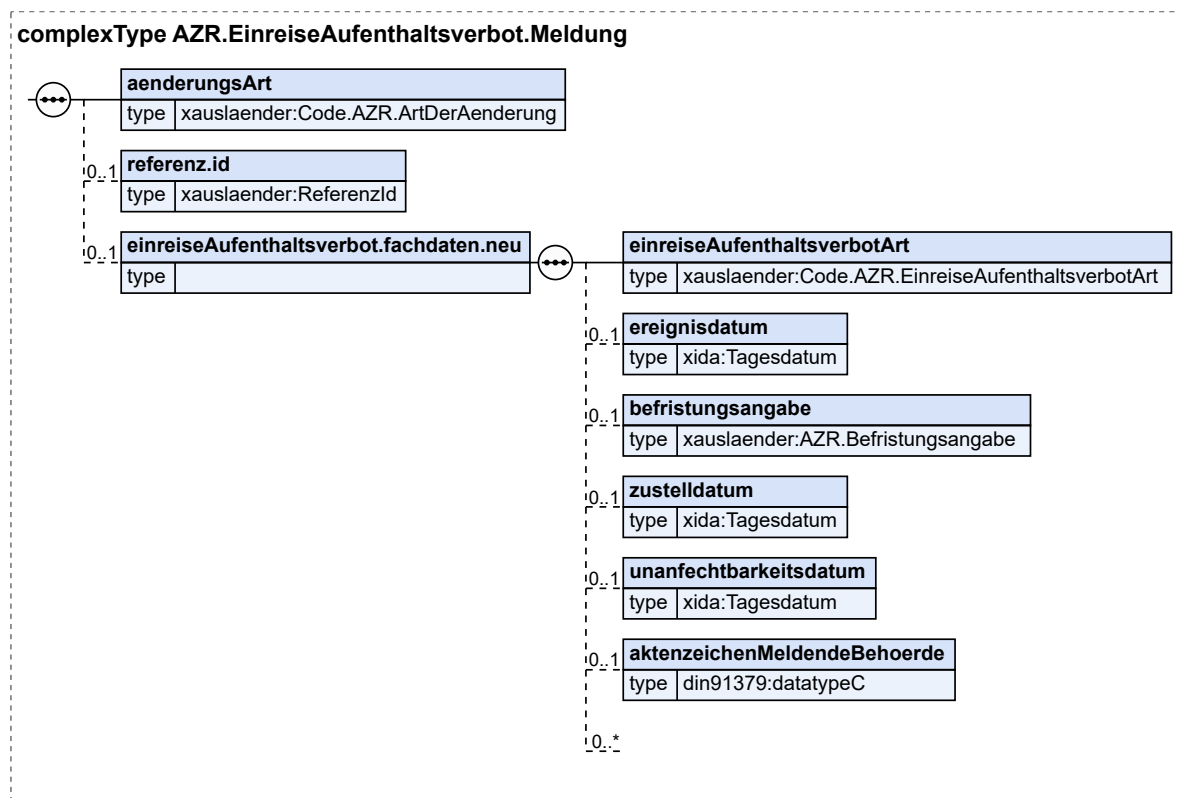 complexType AZR.EinreiseAufenthaltsverbot.Meldung
aenderungsArt
type xauslaender:Code.AZR.ArtDerAenderung
0..1 referenz.id
type xauslaender:ReferenzId
0..1 einreiseAufenthaltsverbot.fachdaten.neu
type
einreiseAufenthaltsverbotArt
type xauslaender:Code.AZR.EinreiseAufenthaltsverbotArt
0..1 ereignisdatum
type xida:Tagesdatum
0..1 befristungsangabe
type xauslaender:AZR.Befristungsangabe
0..1 zustelldatum
type xida:Tagesdatum
0..1 unanfechtbarkeitsdatum
type xida:Tagesdatum
0..1 aktenzeichenMeldendeBehoerde
type din91379:datatypeC
0..*